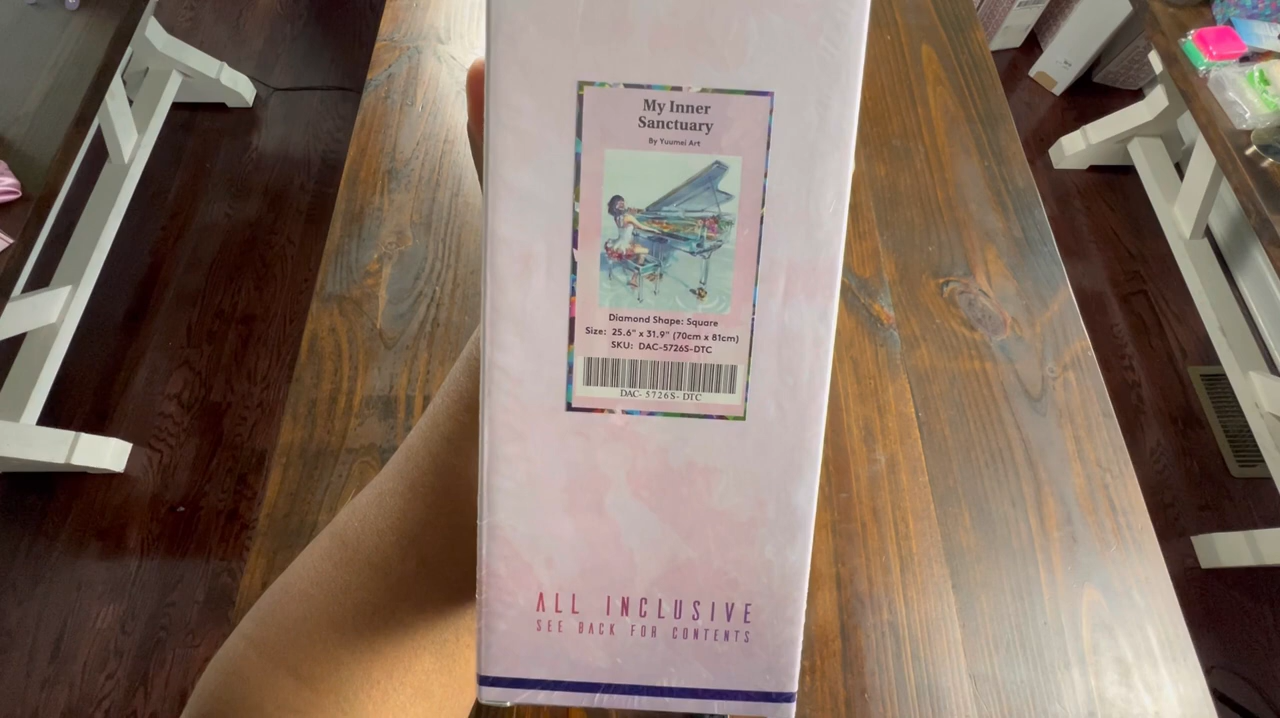 My Inner
Sanctuary
By Yuumei Art
Diamond Shape: Square
Size: 25.6" x 31.9" (70cm x 81cm)
SKU: DAC-5726S-DTC
DAC- 5726S- DTC
ALL INCLUSIVE
SEE BACK FOR CONTENTS